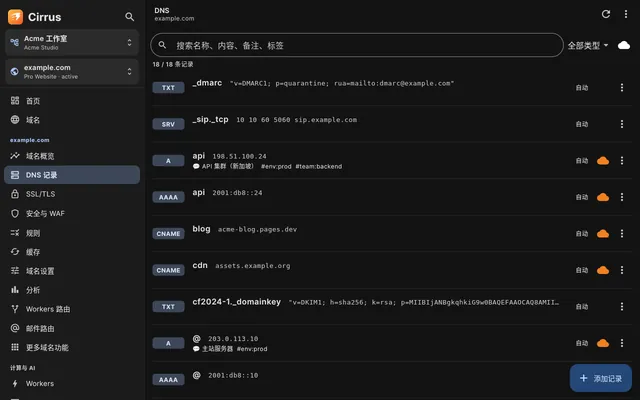 Cirrus
Acme 工作室
Acme Studio
example.com
Pro Website · active
首页
域名
example.com
域名概览
DNS 记录
SSL/TLS
安全与 WAF
规则
缓存
域名设置
分析
Workers 路由
邮件路由
更多域名功能
计算与 AI
Workers
DNS
example.com
搜索名称、内容、备注、标签
全部类型
18 / 18 条记录
TXT _dmarc "v=DMARC1; p=quarantine; rua=mailto:dmarc@example.com" 自动
SRV _sip._tcp 10 10 60 5060 sip.example.com 自动
A api 198.51.100.24 自动
API 集群（新加坡） #env:prod #team:backend
AAAA api 2001:db8::24 自动
CNAME blog acme-blog.pages.dev 自动
CNAME cdn assets.example.org 自动
TXT cf2024-1._domainkey "v=DKIM1; h=sha256; k=rsa; p=MIIBIjANBgkqhkiG9w0BAQEFAAOCAQ8AMII… 自动
A @ 203.0.113.10 自动
主站服务器 #env:prod
AAAA @ 2001:db8::10
添加记录